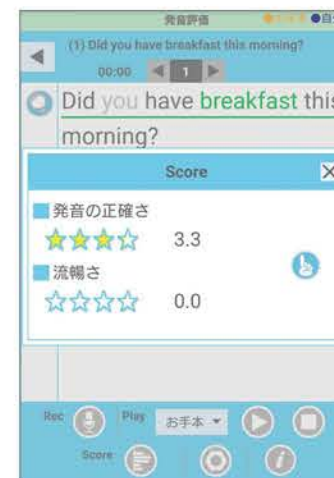 発音評価
(1) Did you have breakfast this morning?
00:00 1
Did you have breakfast this
morning?
Score
発音の正確さ
3.3
流暢さ
0.0
Rec Play お手本
Score